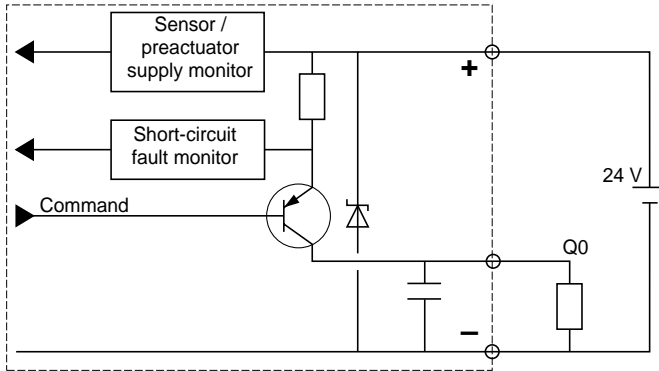 Sensor /
preactuator
supply monitor
+
Short-circuit
fault monitor
24 V
Command
Q0
–